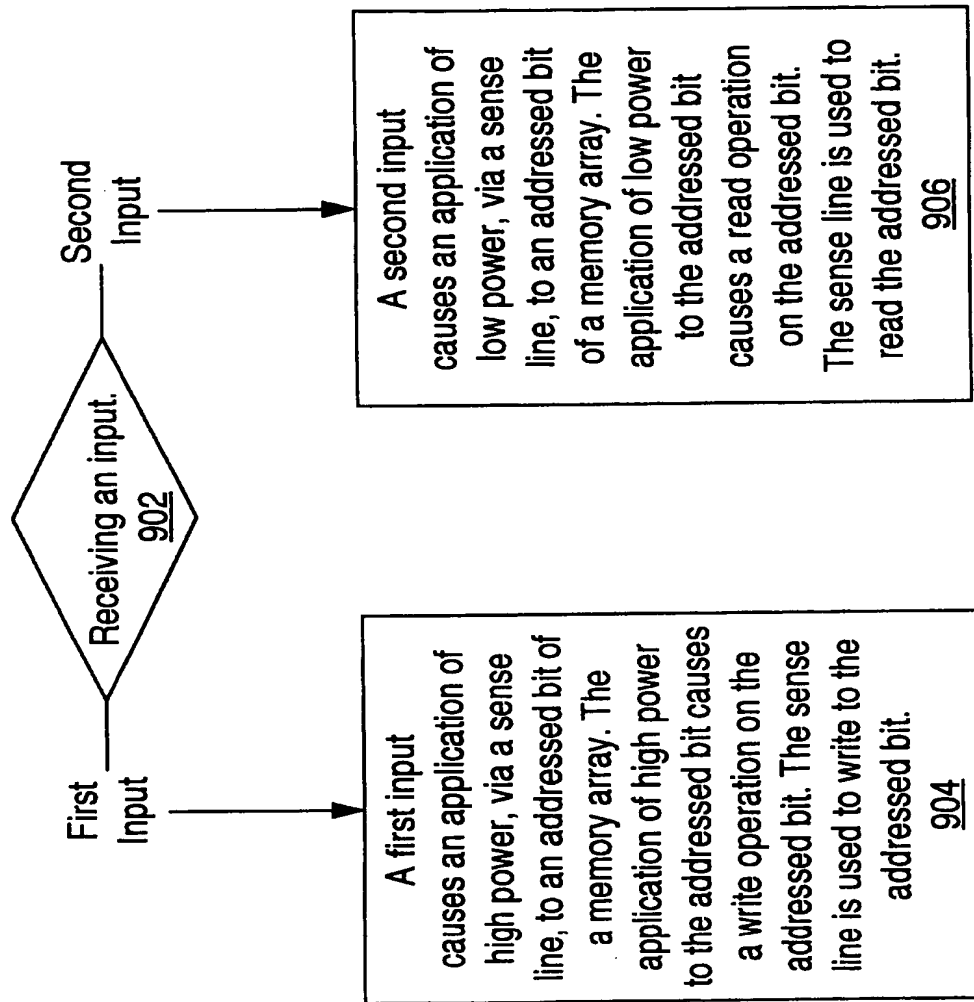 Receiving an input.
902
First
Input
Second
Input
A first input
causes an application of
high power, via a sense
line, to an addressed bit of
a memory array. The
application of high power
to the addressed bit causes
a write operation on the
addressed bit. The sense
line is used to write to the
addressed bit.
904
A second input
causes an application of
low power, via a sense
line, to an addressed bit
of a memory array. The
application of low power
to the addressed bit
causes a read operation
on the addressed bit.
The sense line is used to
read the addressed bit.
906